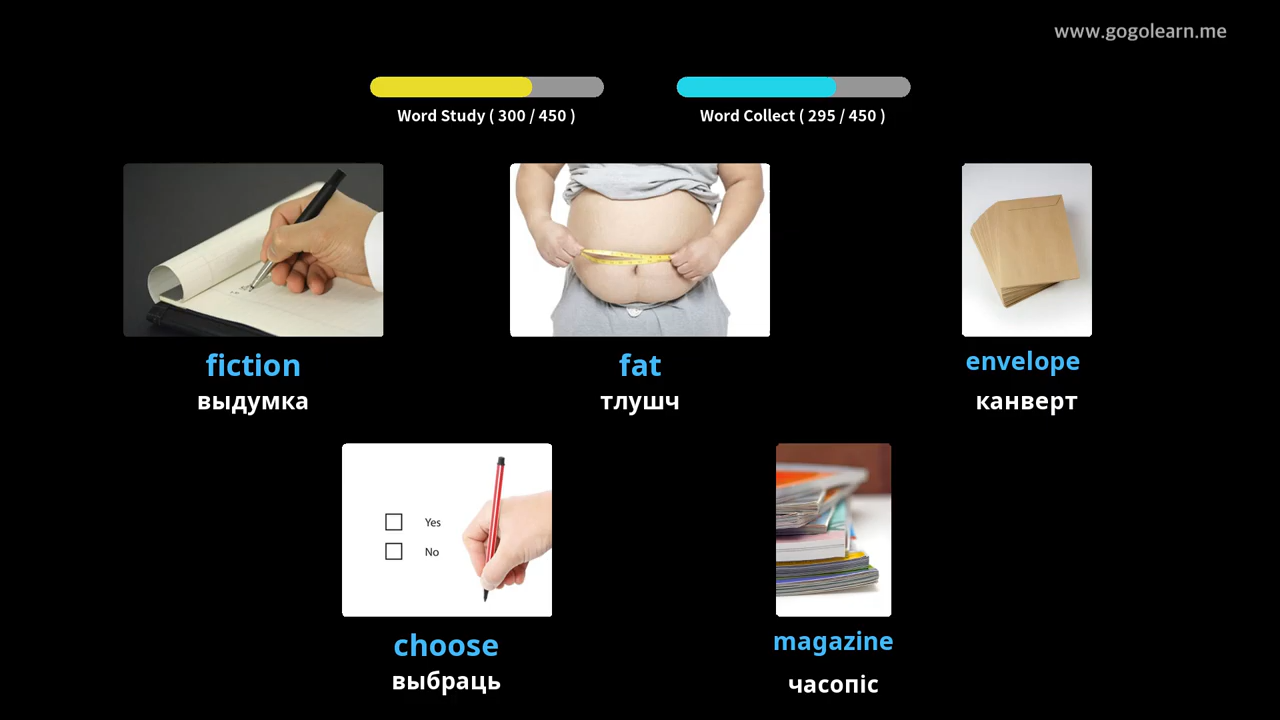 www.gogolearn.me
Word Study ( 300 / 450 )
Word Collect ( 295 / 450 )
fiction
выдумка
fat
тлушч
envelope
канверт
Yes
No
choose
выбраць
magazine
часопіс